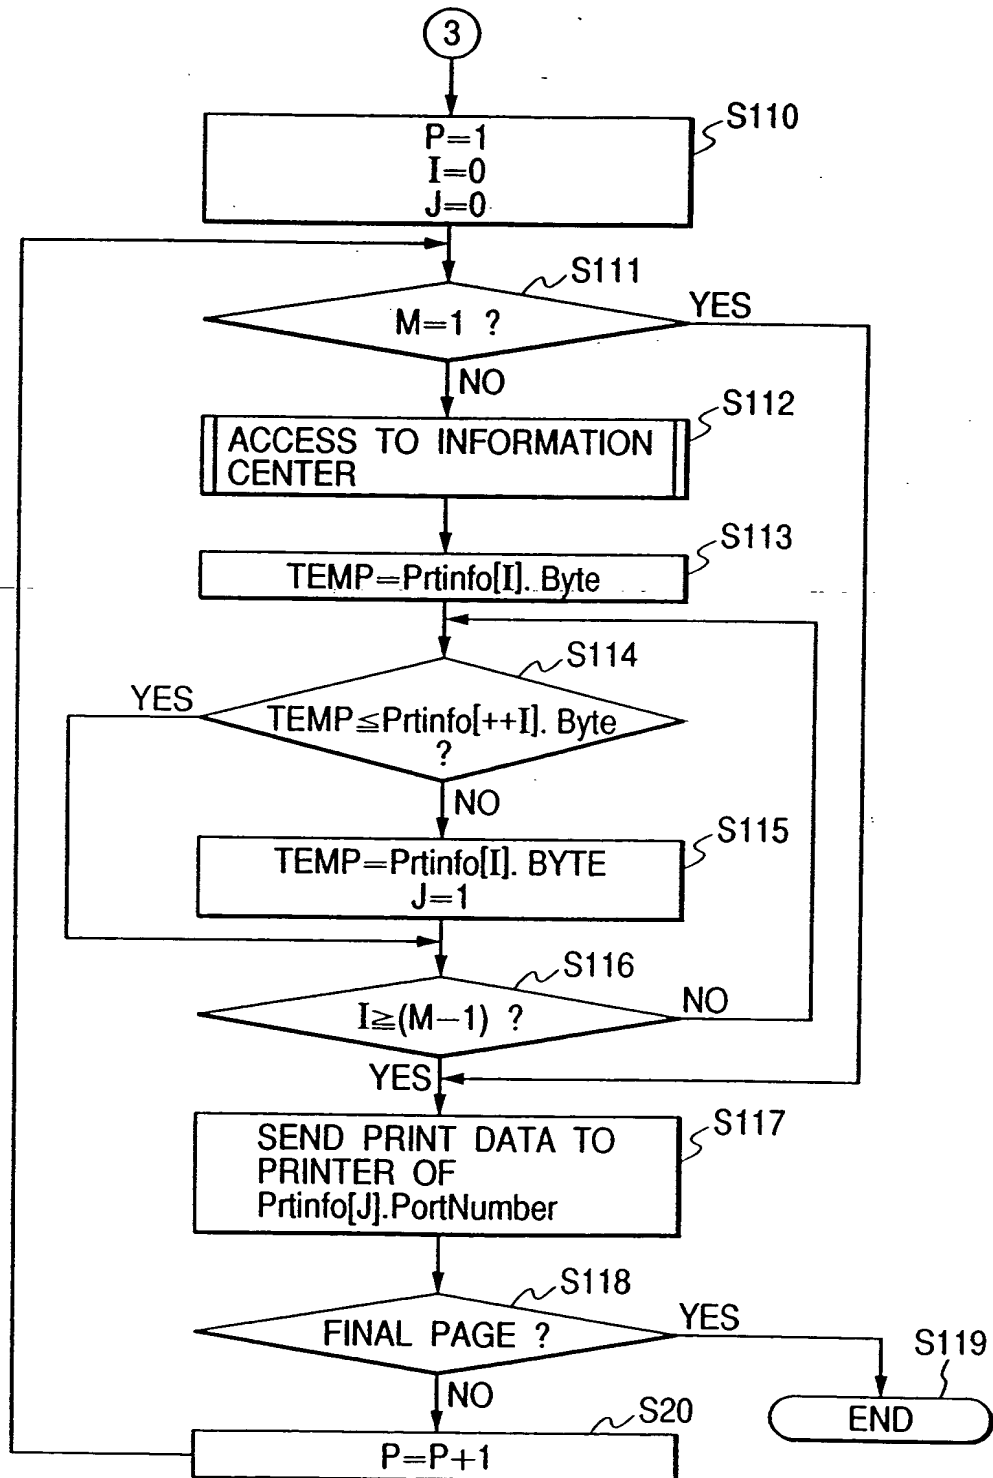 3
S110
P=1
I=0
J=0
S111
M=1 ?
YES
NO
S112
ACCESS TO INFORMATION
CENTER
S113
TEMP=Prtinfo[I]. Byte
S114
YES
TEMP≦Prtinfo[++I]. Byte
?
NO
S115
TEMP=Prtinfo[I]. BYTE
J=1
S116
I≧(M−1) ?
NO
YES
S117
SEND PRINT DATA TO
PRINTER OF
Prtinfo[J].PortNumber
S118
FINAL PAGE ?
YES
S119
END
NO
S20
P=P+1